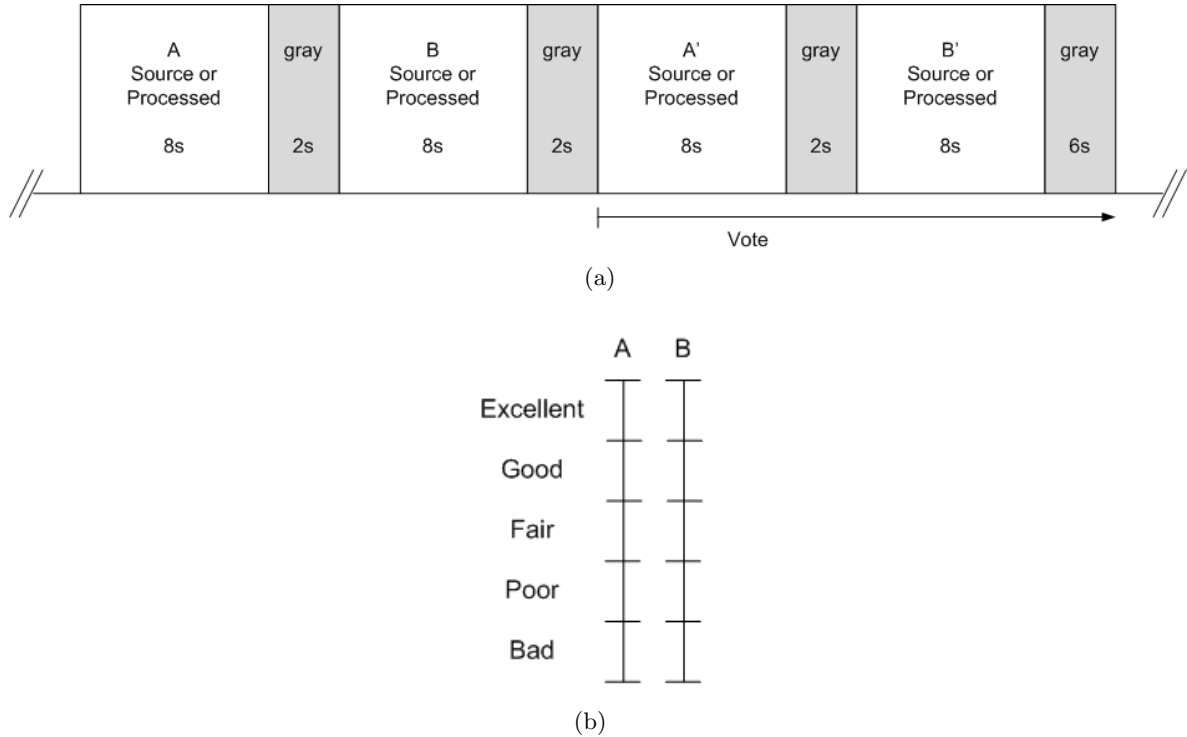 A gray B gray A’ gray B’ gray
Source or Source or Source or Source or
Processed Processed Processed Processed
8s 2s 8s 2s 8s 2s 8s 6s
Vote
(a)
A B
Excellent
Good
Fair
Poor
Bad
(b)